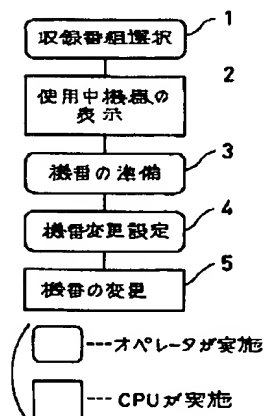 収録番組選択
1
使用中機器の
表示
2
機番の準備
3
機番変更設定
4
機番の変更
5
---オペレータが実施
---CPUが実施